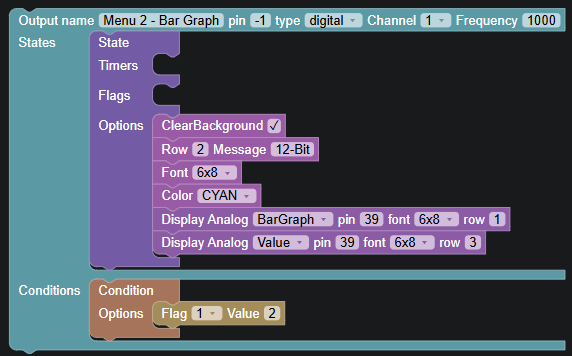 Output name Menu 2 - Bar Graph pin -1 type digital Channel 1 Frequency 1000
States State
Timers
Flags
Options ClearBackground ✓
Row 2 Message 12-Bit
Font 6x8
Color CYAN
Display Analog BarGraph pin 39 font 6x8 row 1
Display Analog Value pin 39 font 6x8 row 3
Conditions Condition
Options Flag 1 Value 2